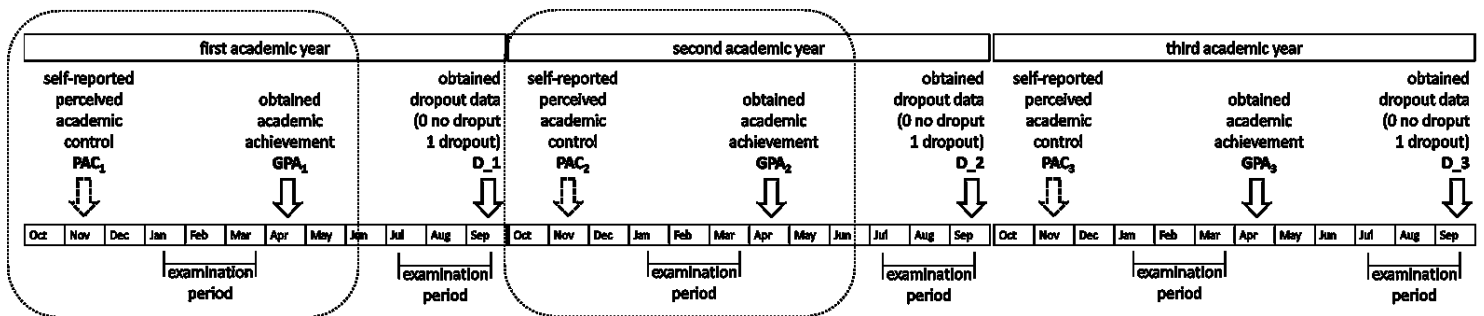 first academic year
second academic year
third academic year
self-reported
perceived
academic
control
PAC₁
obtained
academic
achievement
GPA₁
obtained
dropout data
(0 no droput
1 dropout)
D_1
self-reported
perceived
academic
control
PAC₂
obtained
academic
achievement
GPA₂
obtained
dropout data
(0 no droput
1 dropout)
D_2
self-reported
perceived
academic
control
PAC₃
obtained
academic
achievement
GPA₃
obtained
dropout data
(0 no droput
1 dropout)
D_3
Oct Nov Dec Jan Feb Mar Apr May Jun Jul Aug Sep Oct Nov Dec Jan Feb Mar Apr May Jun Jul Aug Sep Oct Nov Dec Jan Feb Mar Apr May Jun Jul Aug Sep
examination
period
examination
period
examination
period
examination
period
examination
period
examination
period